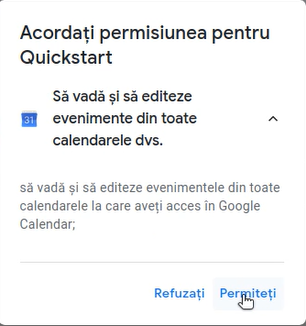 Acordați permisiunea pentru
Quickstart
Să vadă și să editeze
evenimente din toate
calendarele dvs.
31
să vadă și să editeze evenimentele din toate
calendarele la care aveți acces în Google
Calendar;
Refuzați Permiteți